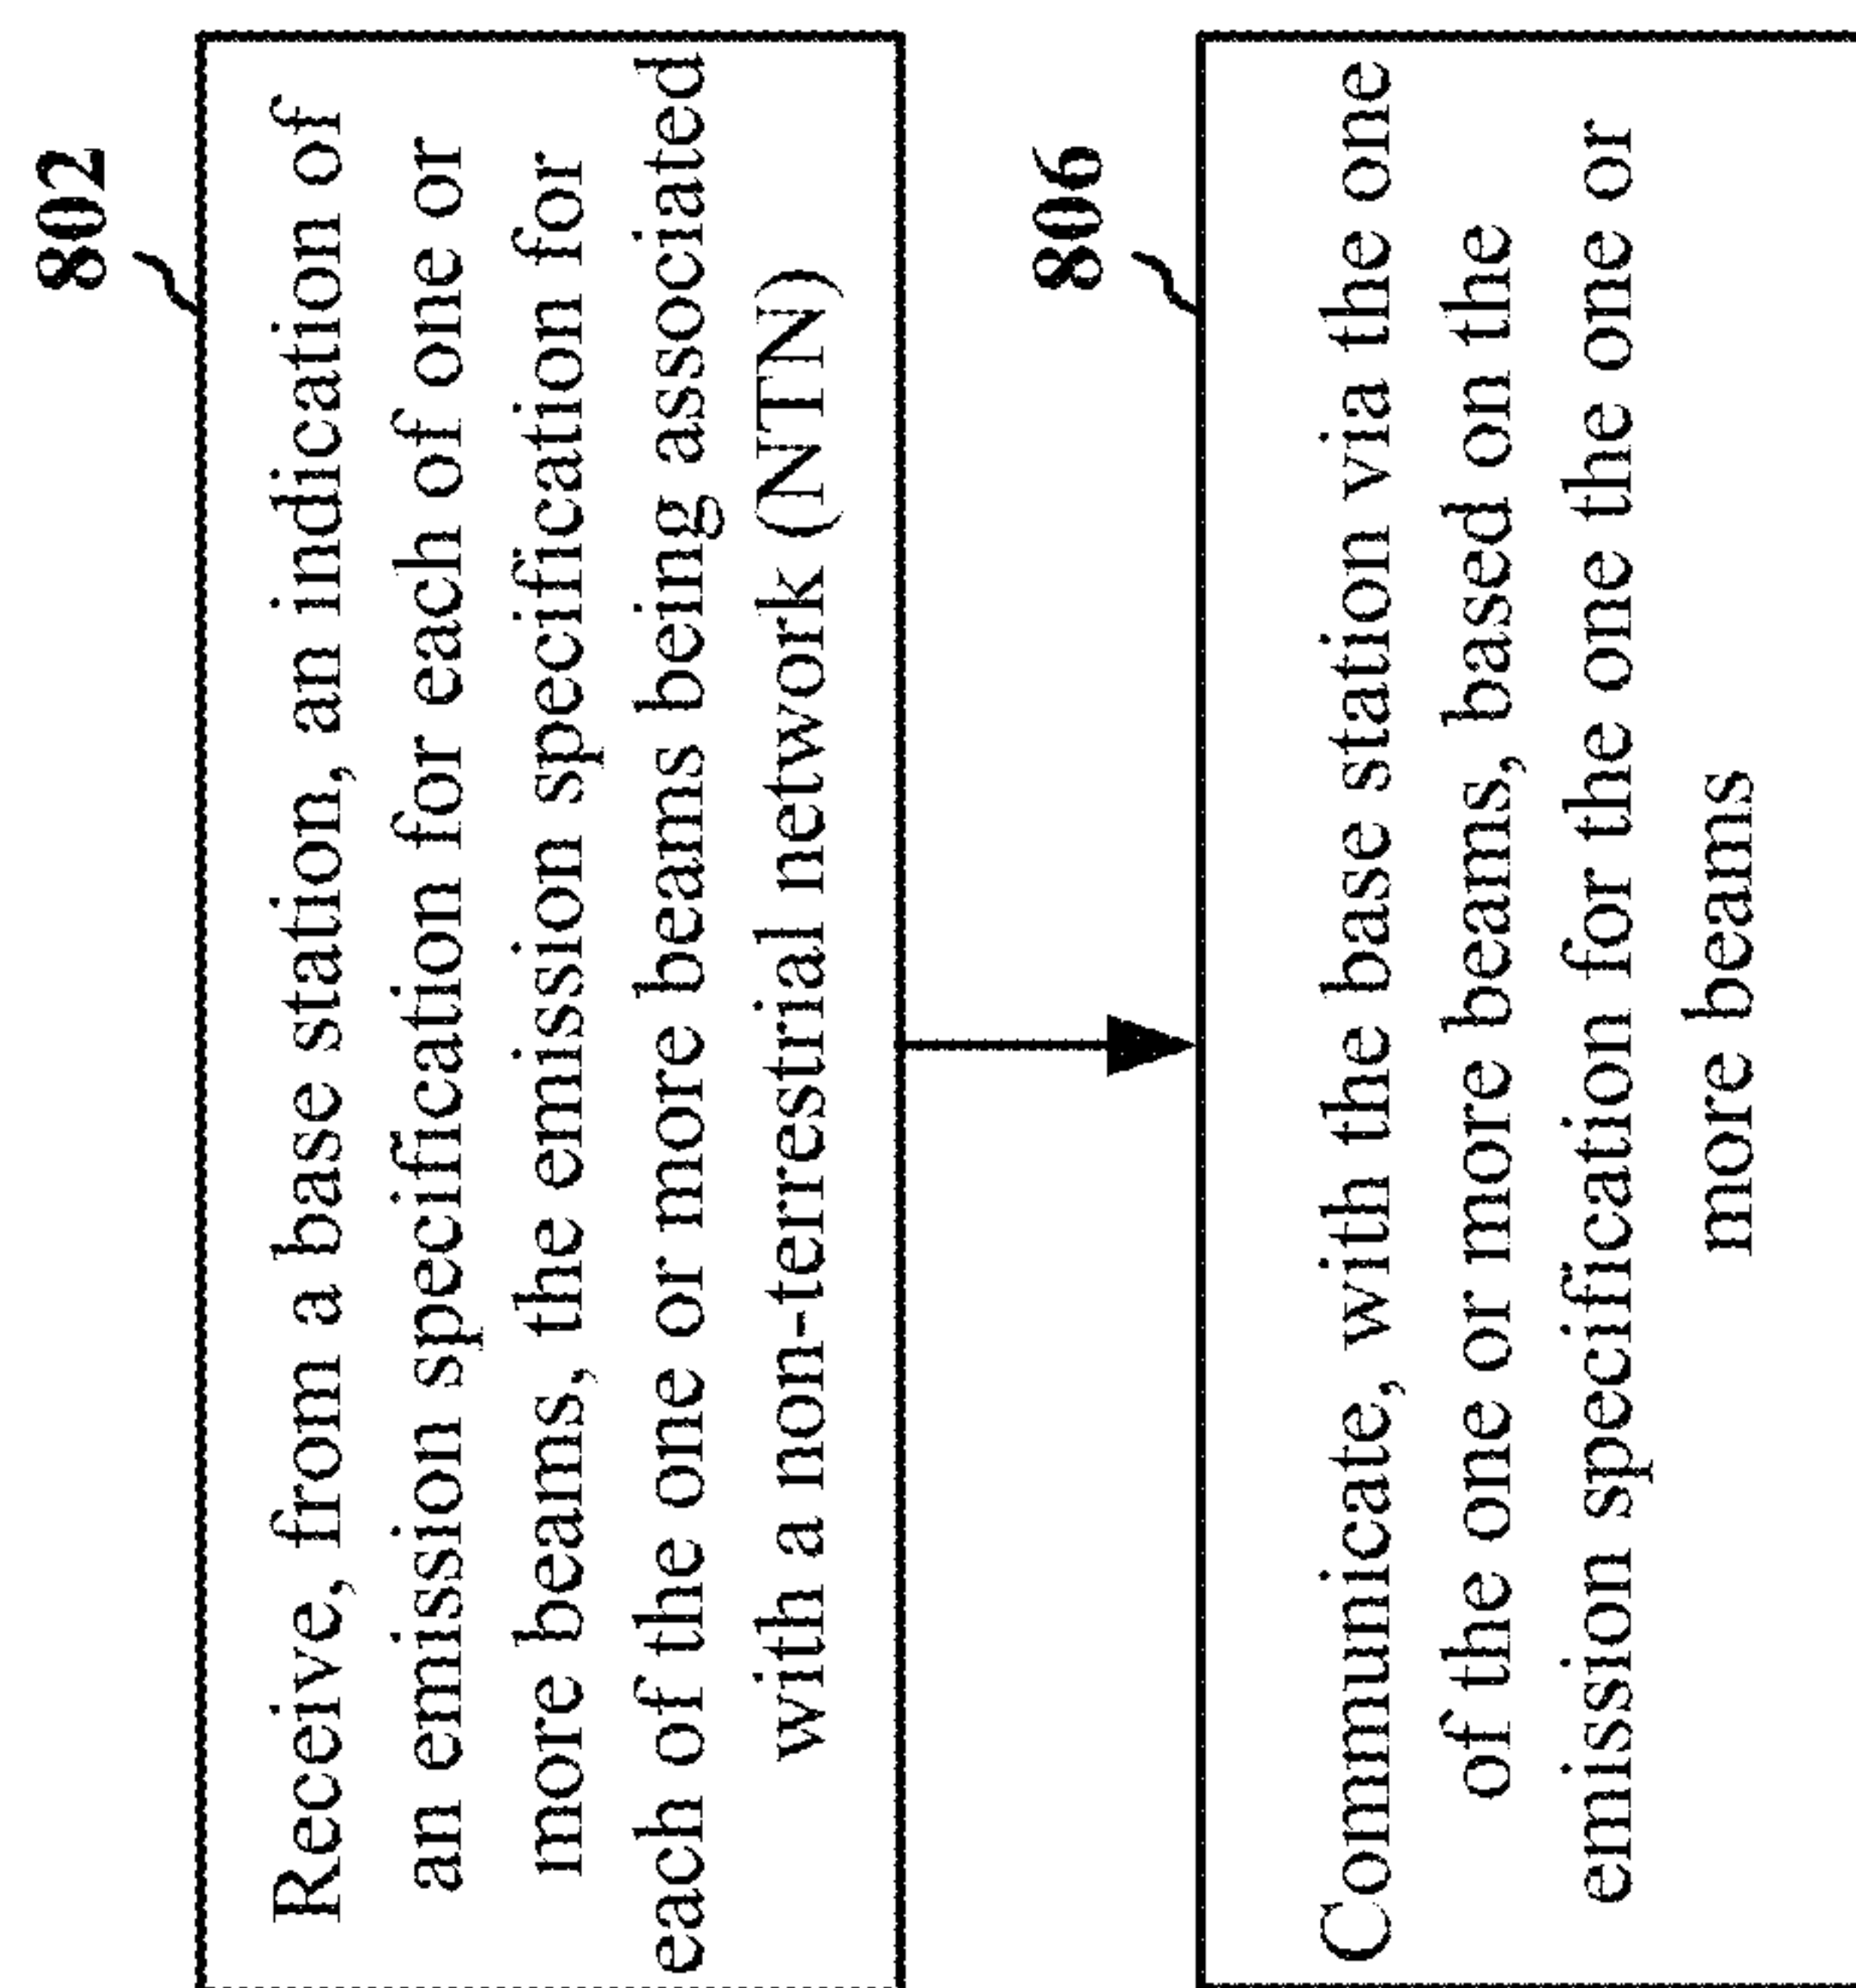 802
Receive, from a base station, an indication of
an emission specification for each of one or
more beams, the emission specification for
each of the one or more beams being associated
with a non-terrestrial network (NTN)
806
Communicate, with the base station via the one
of the one or more beams, based on the
emission specification for the one the one or
more beams